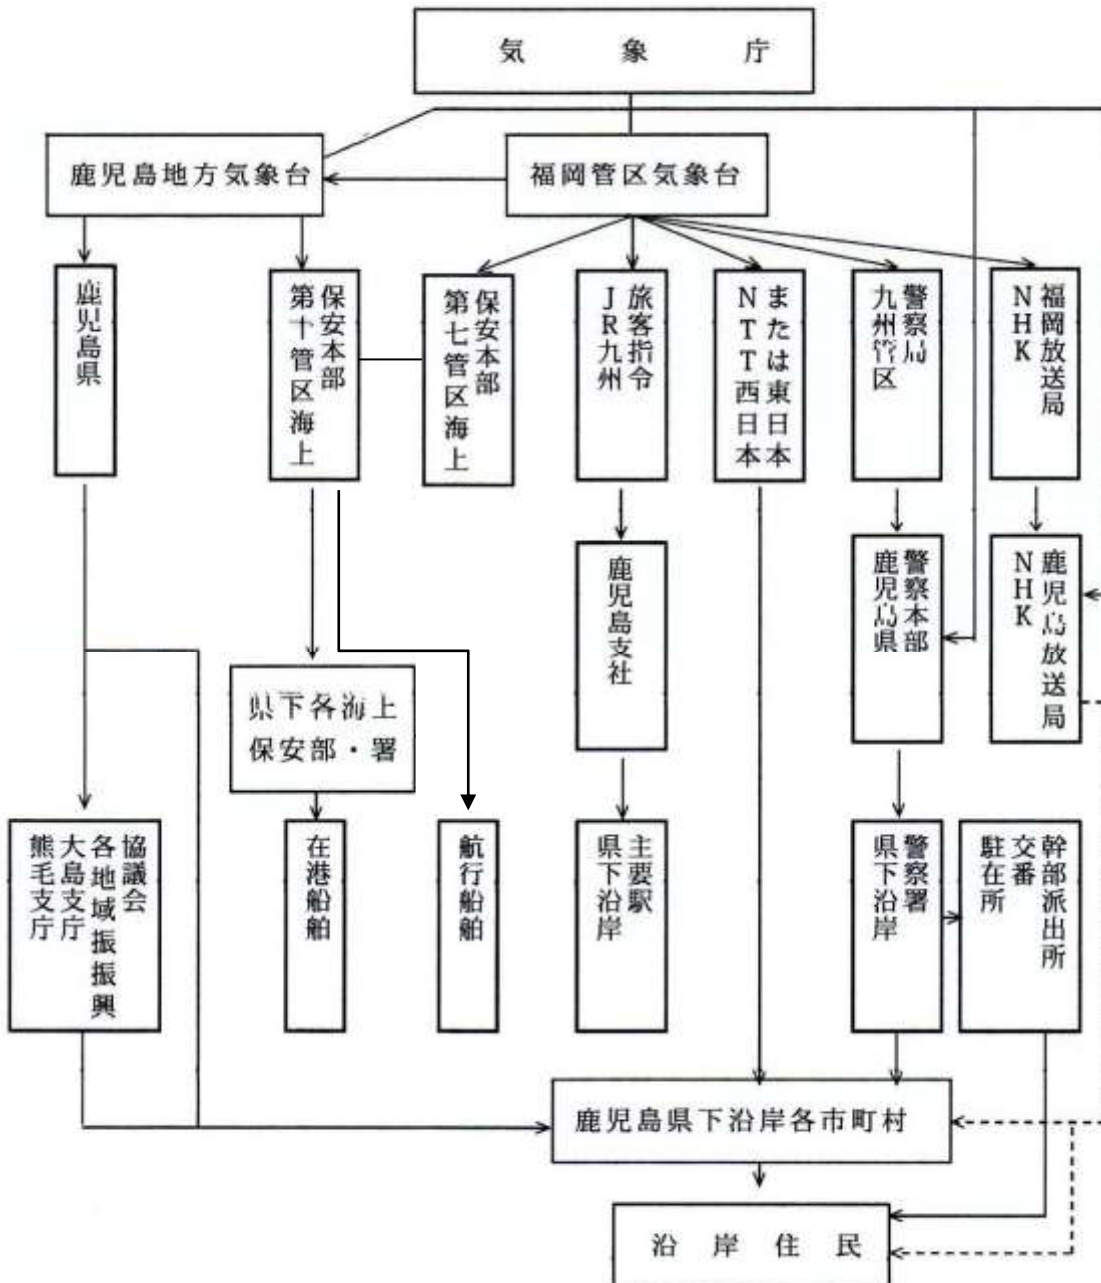 気象庁
鹿児島地方気象台
福岡管区気象台
鹿児島県
保安本部
第十管区海上
保安本部
第七管区海上
旅客指令
JR九州
または東日本
NTT西日本
警察局
九州管区
福岡放送局
NHK
鹿児島支社
警察本部
鹿児島県
鹿児島放送局
NHK
県下各海上
保安部・署
協議会
各地域振振興
大島支庁
熊毛支庁
在港船舶
航行船舶
主要駅
県下沿岸
警察署
県下沿岸
幹部派出所
交番
駐在所
鹿児島県下沿岸各市町村
沿岸住民